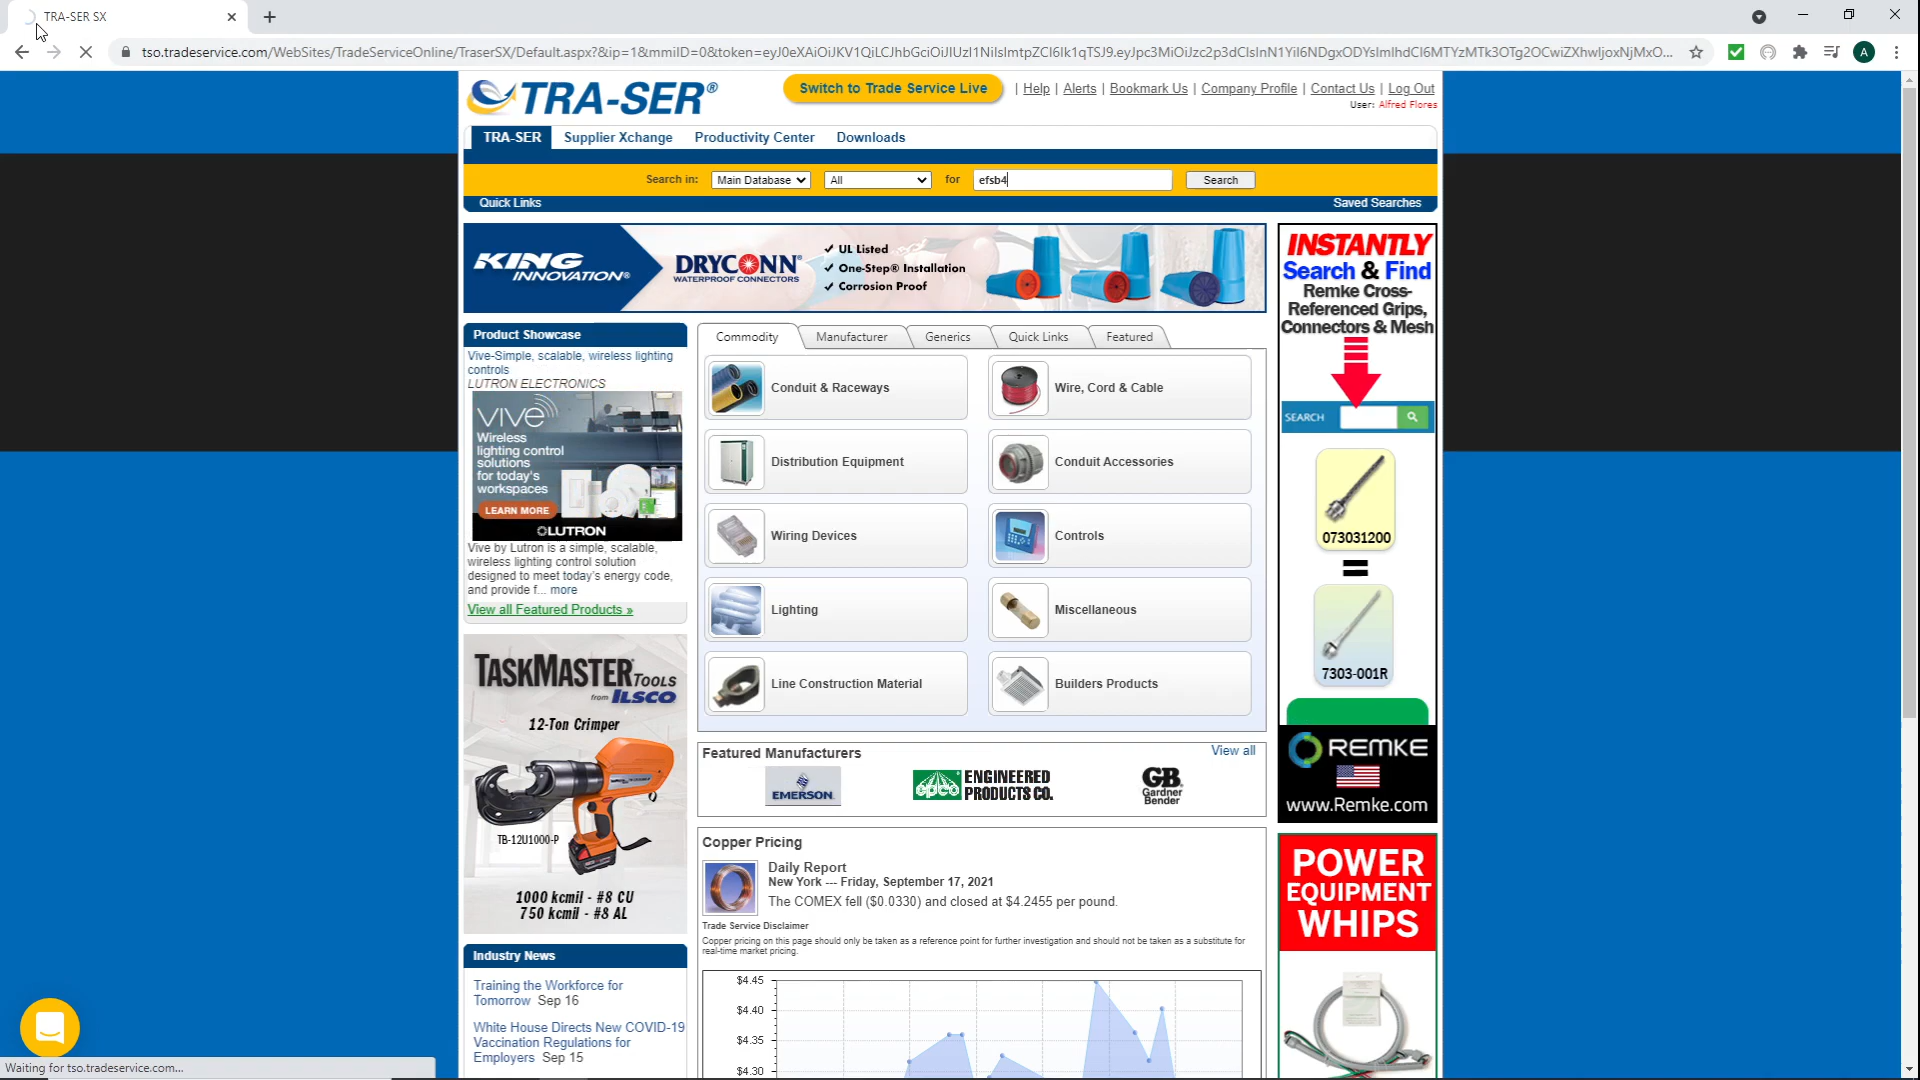 TRA-SER SX
tso.tradeservice.com/WebSites/TradeServiceOnline/TraserSX/Default.aspx?&ip=1&mmiID=0&token=
A
TRA-SER®
Switch to Trade Service Live
| Help | Alerts | Bookmark Us | Company Profile | Contact Us | Log Out
User: Alfred Flores
TRA-SER Supplier Xchange Productivity Center Downloads
Search in: Main Database All for efsb4 Search
Quick Links Saved Searches
KING INNOVATION®
DRYCONN®
WATERPROOF CONNECTORS
✓ UL Listed
✓ One-Step® Installation
✓ Corrosion Proof
INSTANTLY
Search & Find
Remke Cross-
Referenced Grips,
Connectors & Mesh
SEARCH
073031200
=
7303-001R
REMKE
www.Remke.com
POWER
EQUIPMENT
WHIPS
Product Showcase
Vive-Simple, scalable, wireless lighting
controls
LUTRON ELECTRONICS
VIVE
Wireless
lighting control
solutions
for today's
workspaces
LEARN MORE
LUTRON
Vive by Lutron is a simple, scalable,
wireless lighting control solution
designed to meet today's energy code,
and provide f... more
View all Featured Products »
TASKMASTER TOOLS
from ILSCO
12-Ton Crimper
TB-12U1000-P
1000 kcmil - #8 CU
750 kcmil - #8 AL
Industry News
Training the Workforce for
Tomorrow Sep 16
White House Directs New COVID-19
Vaccination Regulations for
Employers Sep 15
Commodity Manufacturer Generics Quick Links Featured
Conduit & Raceways Wire, Cord & Cable
Distribution Equipment Conduit Accessories
Wiring Devices Controls
Lighting Miscellaneous
Line Construction Material Builders Products
Featured Manufacturers View all
EMERSON
epco ENGINEERED
PRODUCTS CO.
GB
Gardner
Bender
Copper Pricing
Daily Report
New York --- Friday, September 17, 2021
The COMEX fell ($0.0330) and closed at $4.2455 per pound.
Trade Service Disclaimer
Copper pricing on this page should only be taken as a reference point for further investigation and should not be taken as a substitute for
real-time market pricing.
$4.45
$4.40
$4.35
$4.30
Waiting for tso.tradeservice.com...